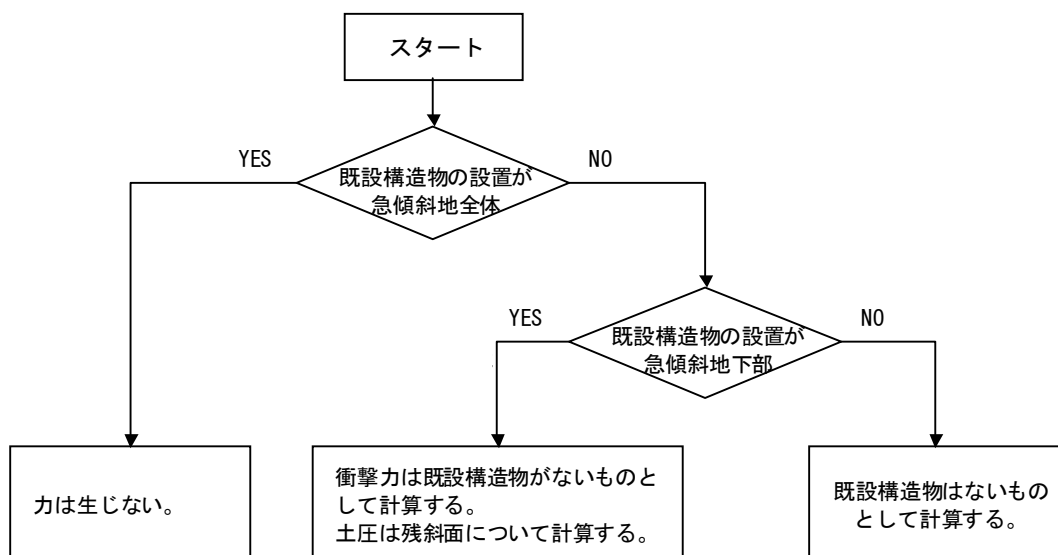 スタート
YES
NO
既設構造物の設置が
急傾斜地全体
YES
NO
既設構造物の設置が
急傾斜地下部
力は生じない。
衝撃力は既設構造物がないものと
して計算する。
土圧は残斜面について計算する。
既設構造物はないもの
として計算する。